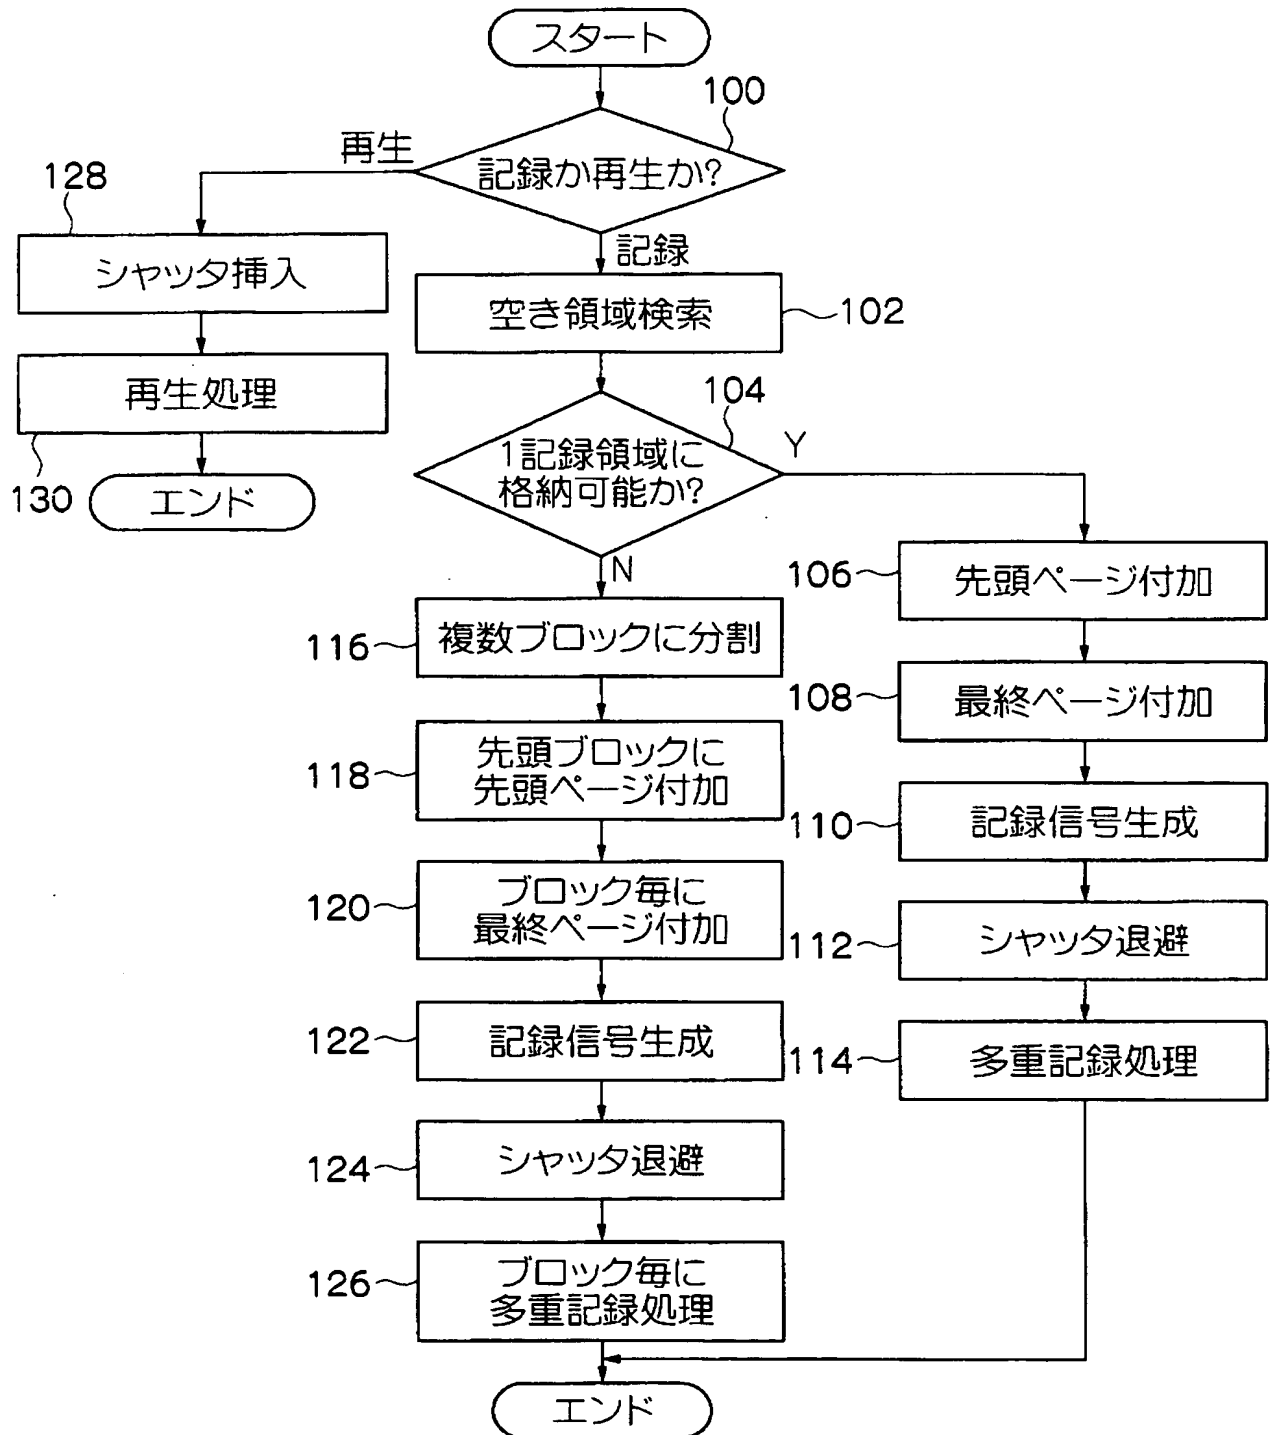 スタート
100
記録か再生か?
再生
128
シャッタ挿入
再生処理
130
エンド
記録
空き領域検索
102
104
1記録領域に
格納可能か?
Y
N
106
先頭ページ付加
108
最終ページ付加
110
記録信号生成
112
シャッタ退避
114
多重記録処理
116
複数ブロックに分割
118
先頭ブロックに
先頭ページ付加
120
ブロック毎に
最終ページ付加
122
記録信号生成
124
シャッタ退避
126
ブロック毎に
多重記録処理
エンド